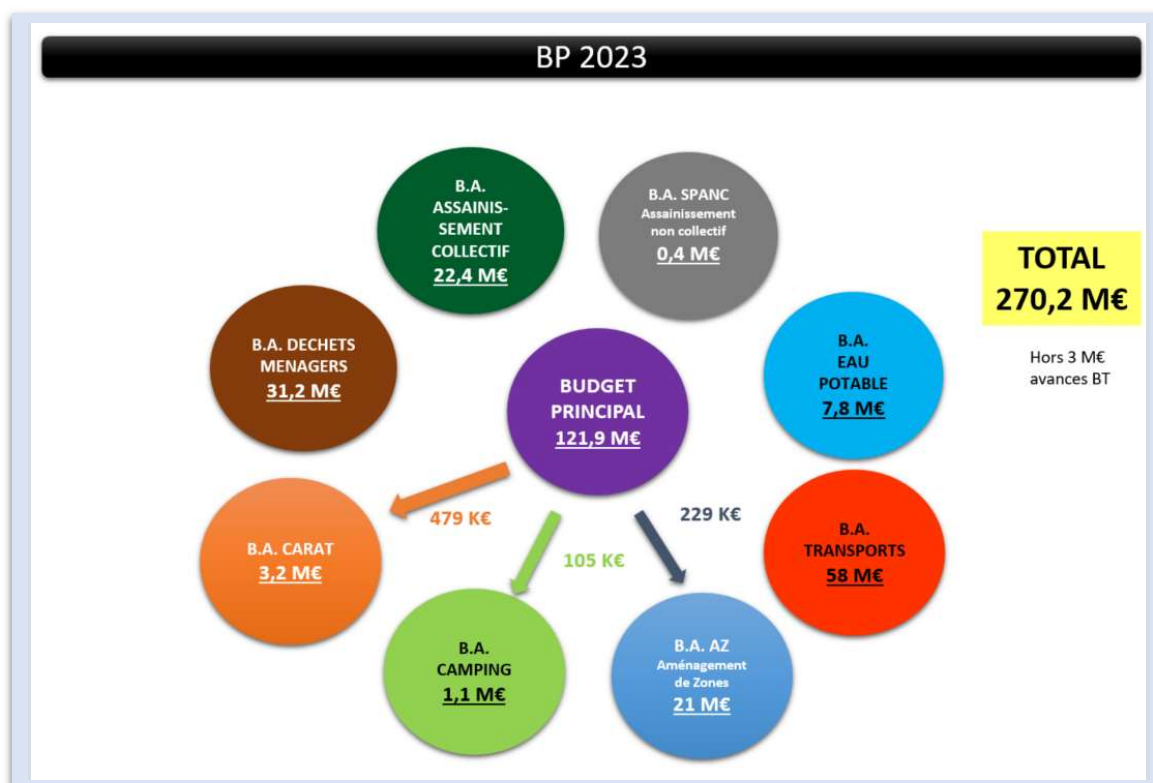 BP 2023
B.A.
ASSAINIS-
SEMENT
COLLECTIF
22,4 M€
B.A. SPANC
Assainissement
non collectif
0,4 M€
TOTAL
270,2 M€
Hors 3 M€
avances BT
B.A. DECHETS
MENAGERS
31,2 M€
BUDGET
PRINCIPAL
121,9 M€
B.A.
EAU
POTABLE
7,8 M€
479 K€
105 K€
229 K€
B.A. CARAT
3,2 M€
B.A.
TRANSPORTS
58 M€
B.A.
CAMPING
1,1 M€
B.A. AZ
Aménagement
de Zones
21 M€